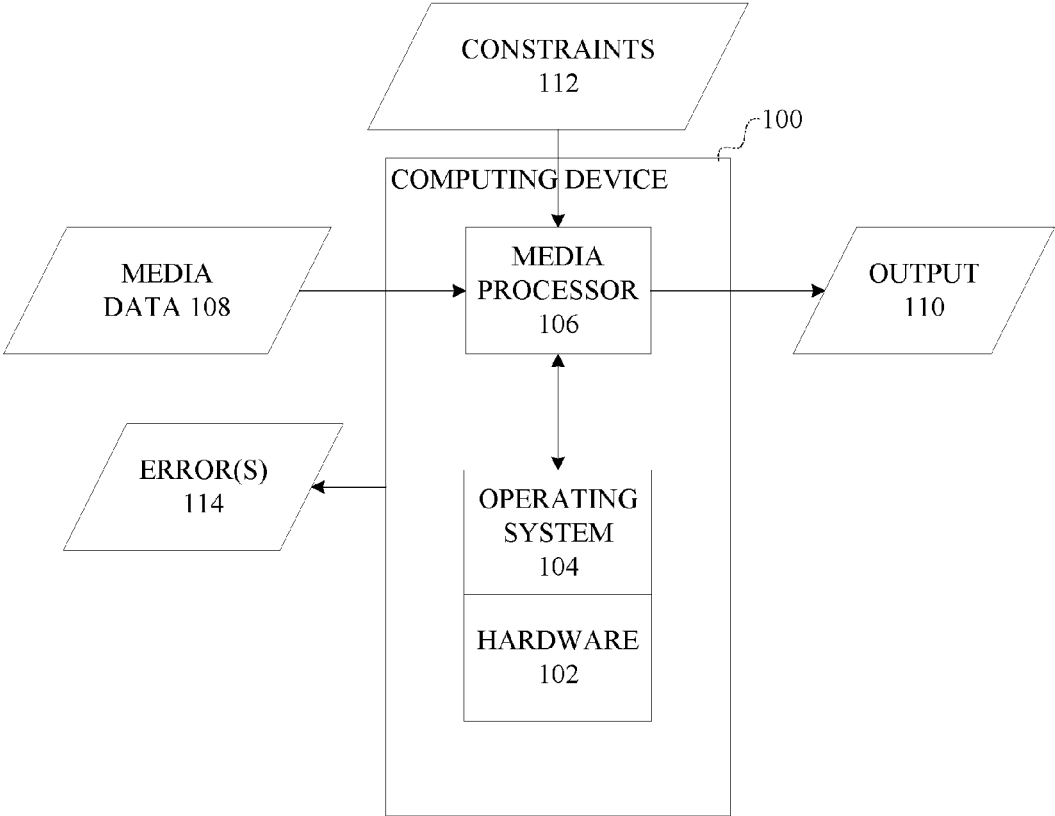 CONSTRAINTS
112
100
COMPUTING DEVICE
MEDIA
DATA 108
MEDIA
PROCESSOR
106
OUTPUT
110
ERROR(S)
114
OPERATING
SYSTEM
104
HARDWARE
102